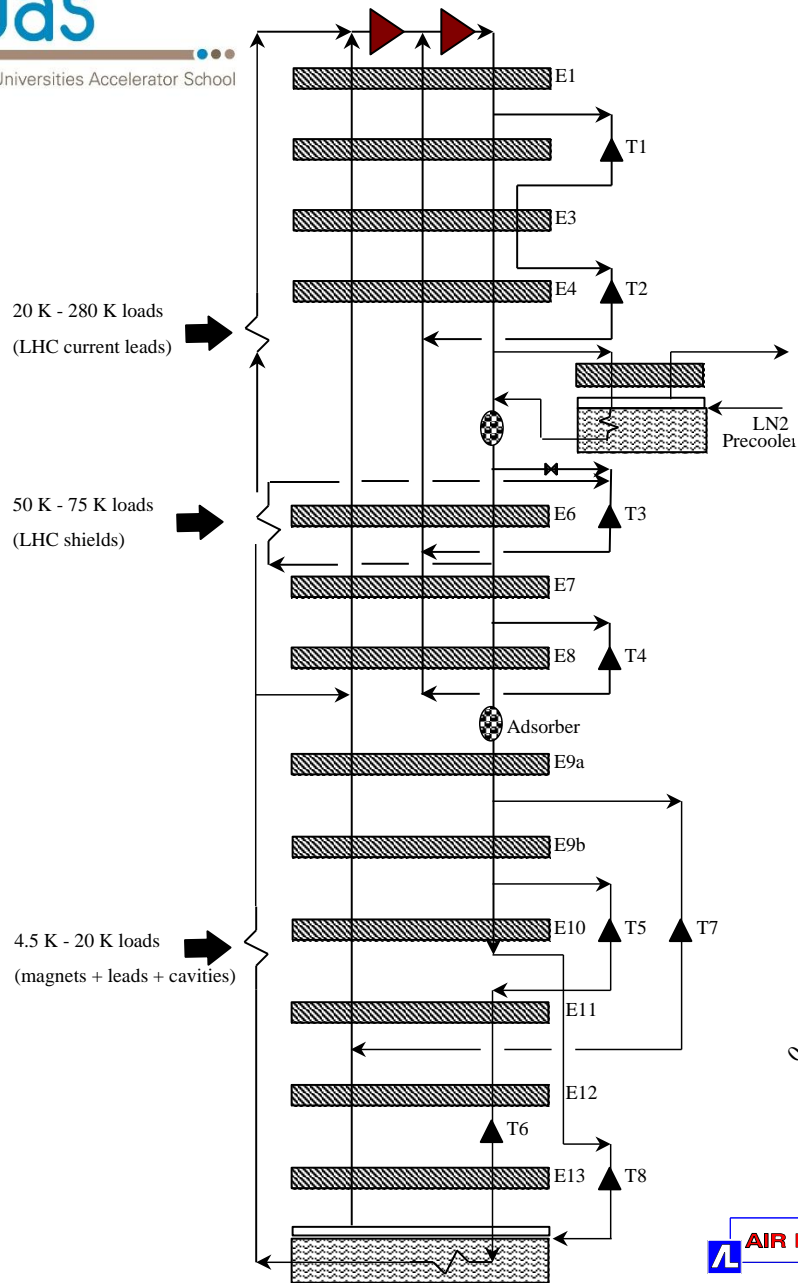 Universities Accelerator School
E1
T1
E3
E4
T2
20 K - 280 K loads
(LHC current leads)
LN2
Precooler
50 K - 75 K loads
(LHC shields)
E6
T3
E7
E8
T4
Adsorber
E9a
E9b
4.5 K - 20 K loads
(magnets + leads + cavities)
E10
T5
T7
E11
E12
T6
E13
T8
AIR